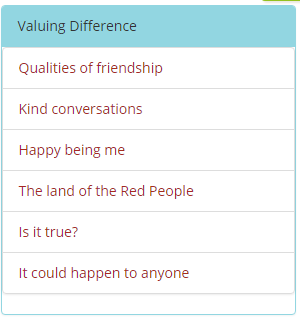 Valuing Difference
Qualities of friendship
Kind conversations
Happy being me
The land of the Red People
Is it true?
It could happen to anyone